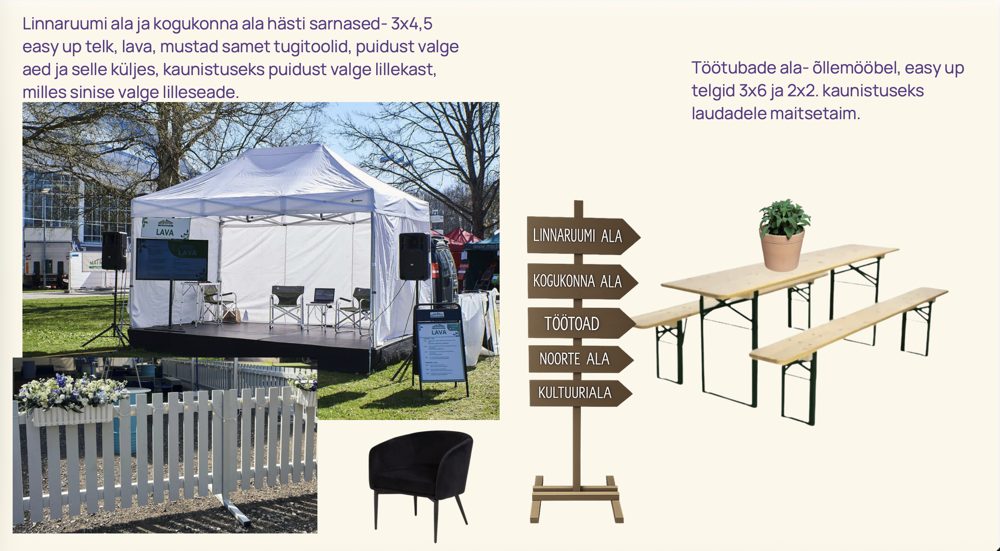 Linnaruumi ala ja kogukonna ala hästi sarnased- 3x4,5
easy up telk, lava, mustad samet tugitoolid, puidust valge
aed ja selle küljes, kaunistuseks puidust valge lillekast,
milles sinise valge lilleseade.
Töötubade ala- õllemööbel, easy up
telgid 3x6 ja 2x2. kaunistuseks
laudadele maitsetaim.
LAVA
LAVA
LAVA
www.medi
LINNARUUMI ALA
KOGUKONNA ALA
TÖÖTOAD
NOORTE ALA
KULTUURIALA